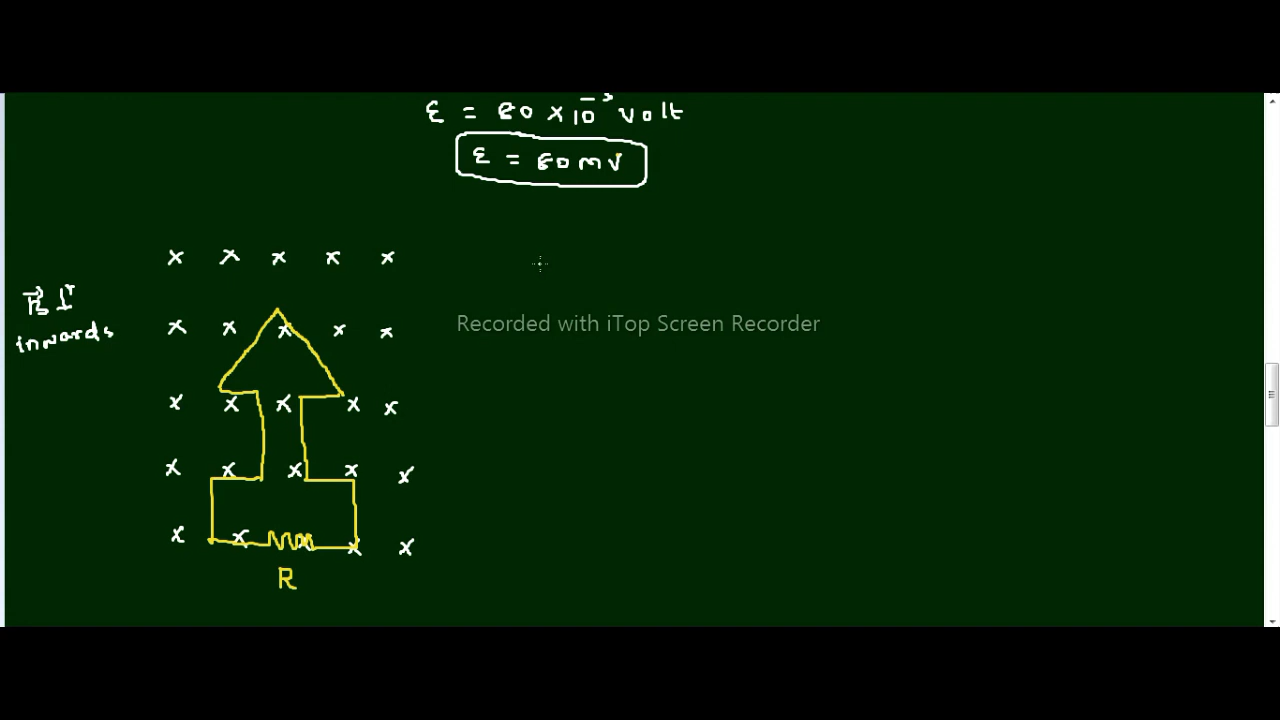 ε = 80 × 10⁻³ volt
ε = 80 mV
x x x x x
B⃗ ⊥ʳ
inwards
x x x x x
Recorded with iTop Screen Recorder
x x x x x
x x x x x
x x x x x
R